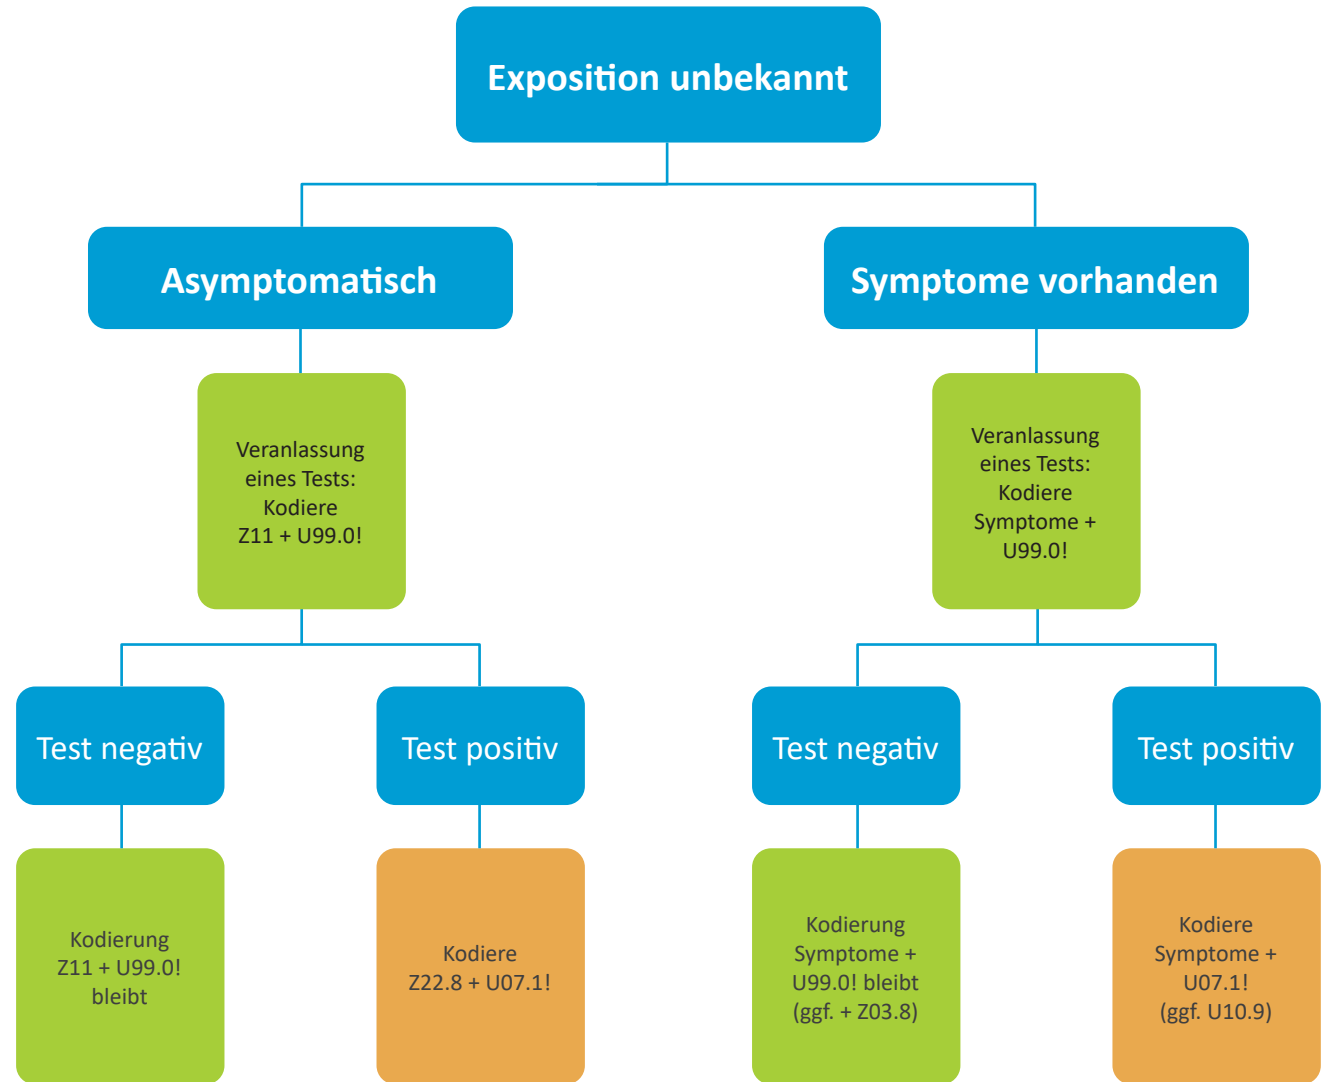 Exposition unbekannt
Asymptomatisch
Symptome vorhanden
Veranlassung
eines Tests:
Kodiere
Z11 + U99.0!
Veranlassung
eines Tests:
Kodiere
Symptome +
U99.0!
Test negativ
Test positiv
Test negativ
Test positiv
Kodierung
Z11 + U99.0!
bleibt
Kodiere
Z22.8 + U07.1!
Kodierung
Symptome +
U99.0! bleibt
(ggf. + Z03.8)
Kodiere
Symptome +
U07.1!
(ggf. U10.9)